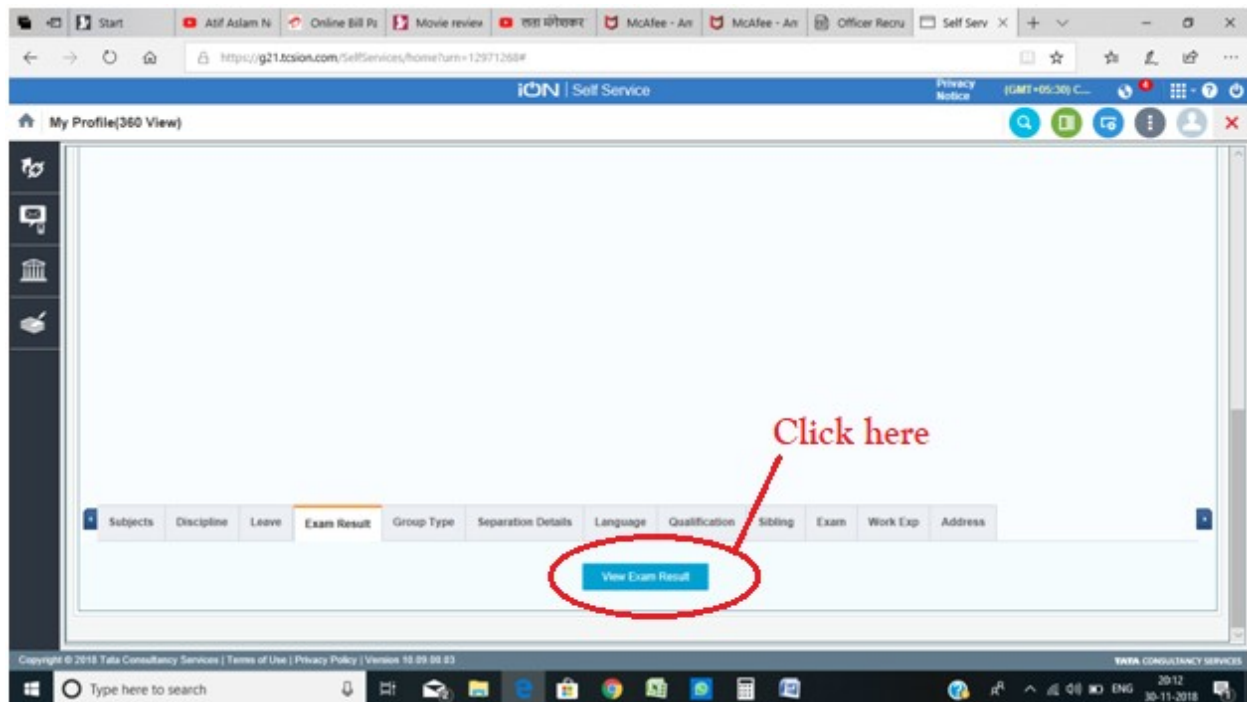 Start
Atif Aslam N
Online Bill Pa
Movie review
लता मंगेशकर
McAfee - An
McAfee - An
Officer Recru
Self Serv
https://g21.tcsion.com/SelfServices/home?urn=12971268#
iON | Self Service
Privacy Notice
(GMT+05:30) C...
4
My Profile(360 View)
Click here
Subjects Discipline Leave Exam Result Group Type Separation Details Language Qualification Sibling Exam Work Exp Address
View Exam Result
Copyright © 2018 Tata Consultancy Services | Terms of Use | Privacy Policy | Version 10.09.00.03
TATA CONSULTANCY SERVICES
Type here to search
ENG
20:12
30-11-2018